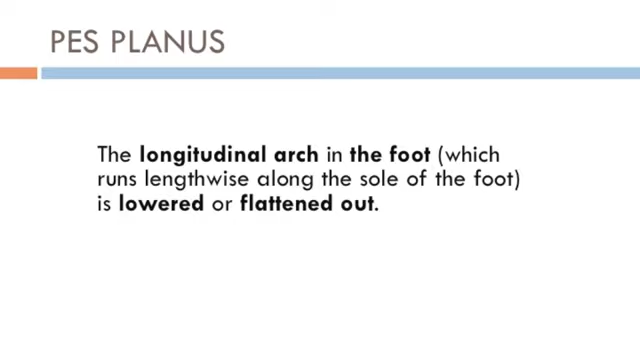 PES PLANUS
The longitudinal arch in the foot (which
runs lengthwise along the sole of the foot)
is lowered or flattened out.